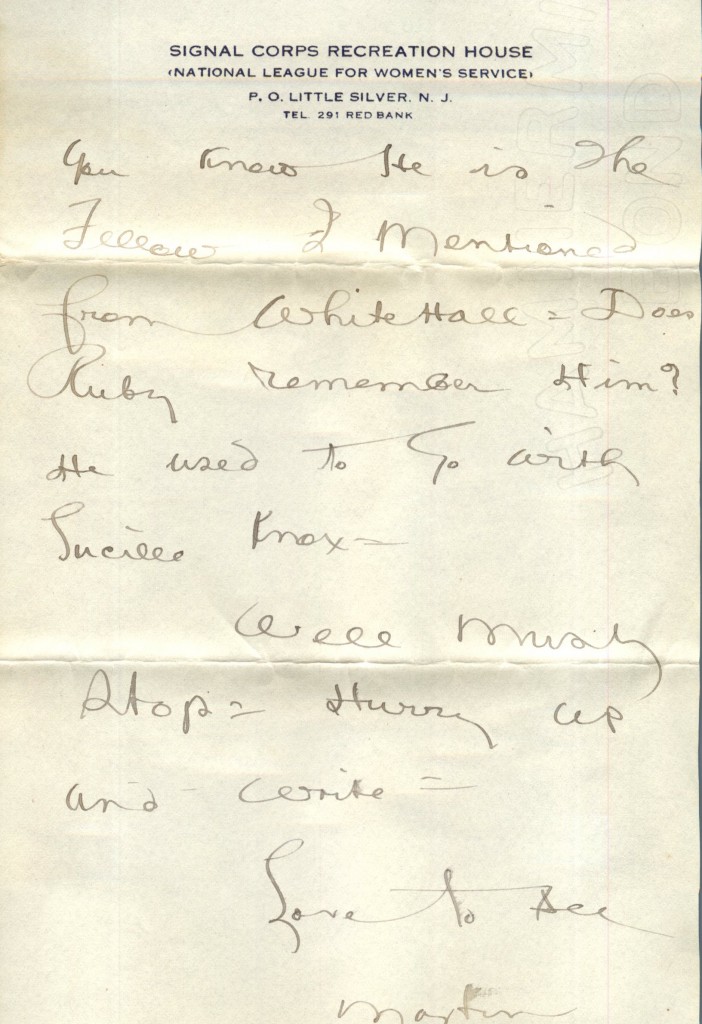 SIGNAL CORPS RECREATION HOUSE
(NATIONAL LEAGUE FOR WOMEN'S SERVICE)
P. O. LITTLE SILVER, N. J.
TEL. 291 RED BANK
You Know He is The
Fellow I Mentioned
from WhiteHall = Does
Ruby remember Him?
He used to Go with
Lucille Knox =
Well Must
Stop = Hurry up
and write =
Love to All
Martin